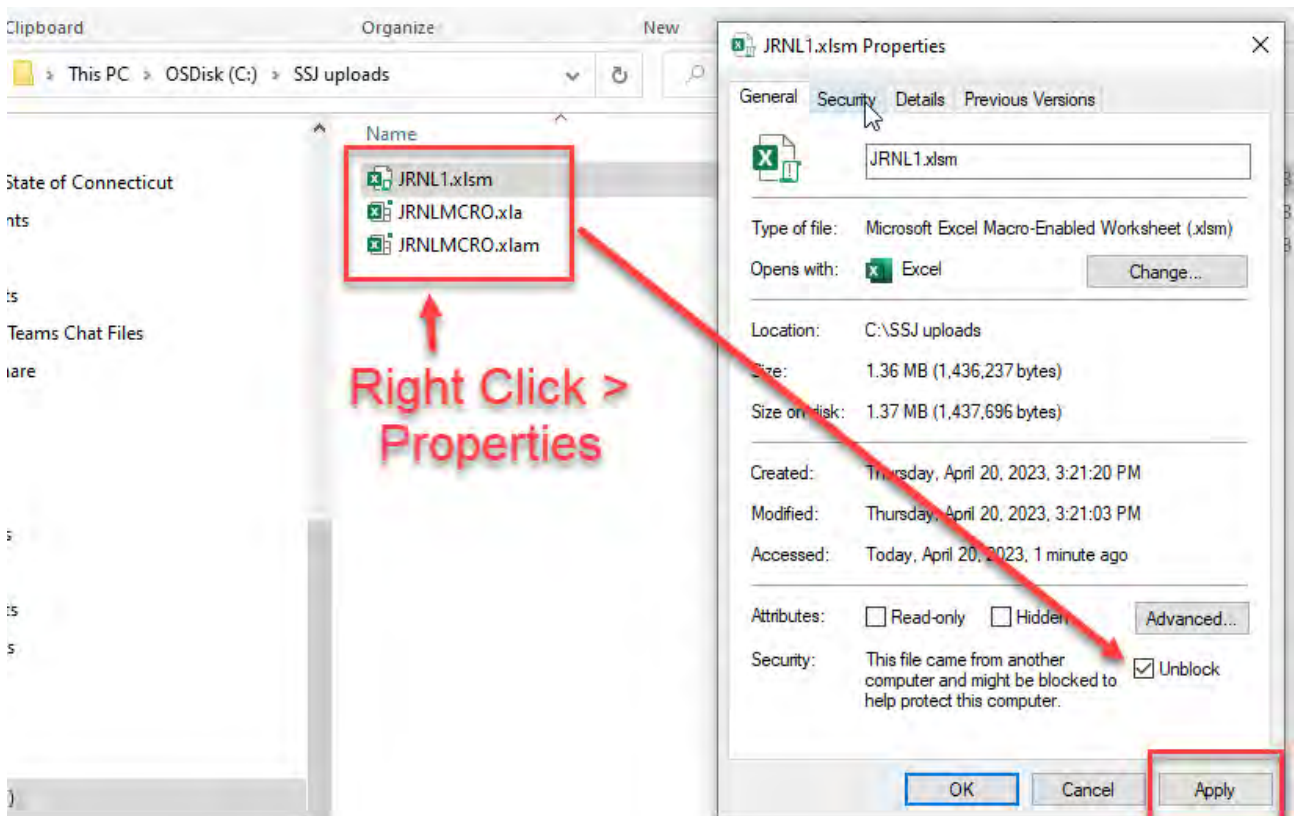 Clipboard
Organize
New
This PC > OSDisk (C:) > SSJ uploads
Name
State of Connecticut
Teams Chat Files
JRNL1.xlsm
JRNLMCRO.xla
JRNLMCRO.xlam
Right Click >
Properties
JRNL1.xlsm Properties
General Security Details Previous Versions
JRNL1.xlsm
Type of file: Microsoft Excel Macro-Enabled Worksheet (.xlsm)
Opens with: Excel Change...
Location: C:\SSJ uploads
Size: 1.36 MB (1,436,237 bytes)
Size on disk: 1.37 MB (1,437,696 bytes)
Created: Thursday, April 20, 2023, 3:21:20 PM
Modified: Thursday, April 20, 2023, 3:21:03 PM
Accessed: Today, April 20, 2023, 1 minute ago
Attributes: Read-only Hidden Advanced...
Security: This file came from another
computer and might be blocked to
help protect this computer.
Unblock
OK Cancel Apply